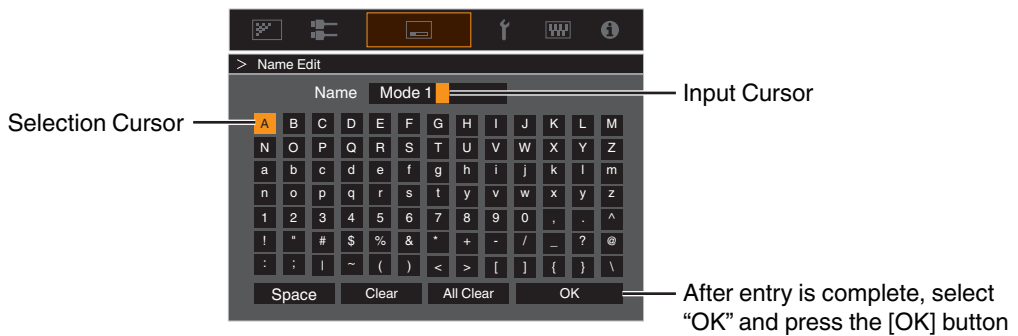 > Name Edit
Name Mode 1
Input Cursor
Selection Cursor
A B C D E F G H I J K L M
N O P Q R S T U V W X Y Z
a b c d e f g h i j k l m
n o p q r s t y v w x y z
1 2 3 4 5 6 7 8 9 0 , . ^
! " # $ % & * + - / _ ? @
: ; | ~ ( ) < > [ ] { } \
Space Clear All Clear OK
After entry is complete, select
“OK” and press the [OK] button